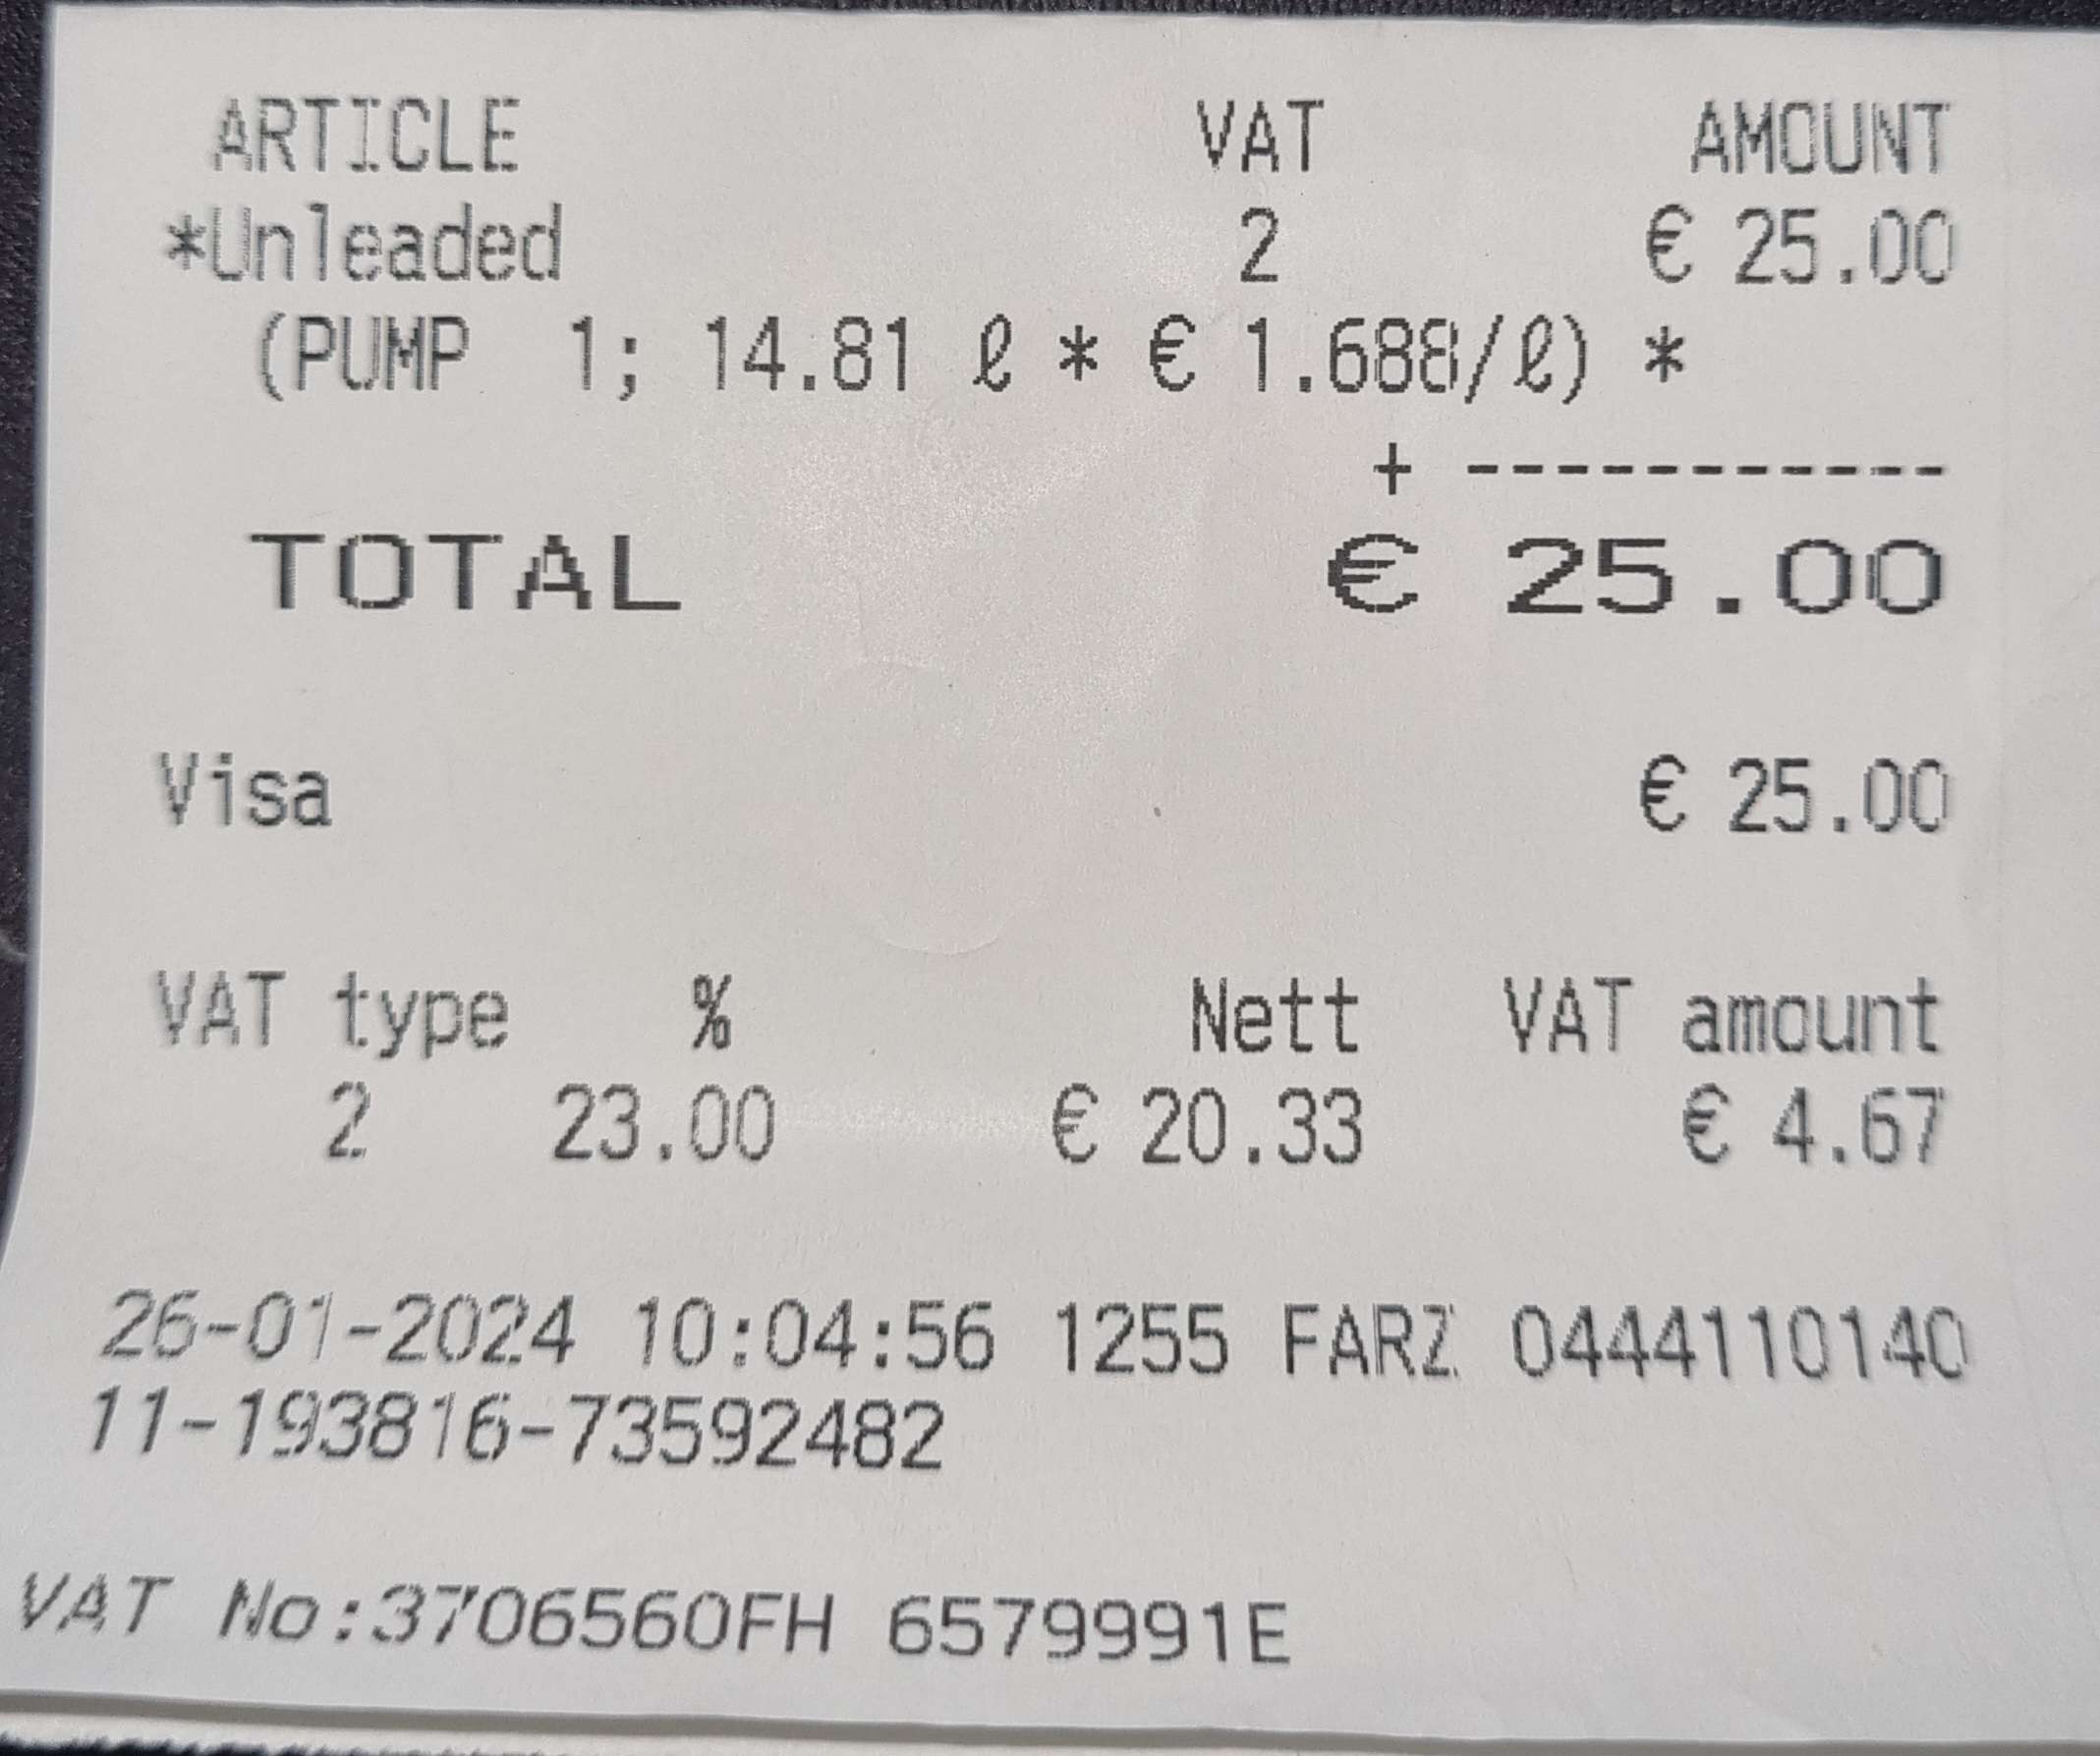 ARTICLE VAT AMOUNT
*Unleaded 2 € 25.00
(PUMP 1; 14.81 ℓ * € 1.688/ℓ) *
+ ------------
TOTAL € 25.00
Visa € 25.00
VAT type % Nett VAT amount
2 23.00 € 20.33 € 4.67
26-01-2024 10:04:56 1255 FARZ 0444110140
11-193816-73592482
VAT No:3706560FH 6579991E